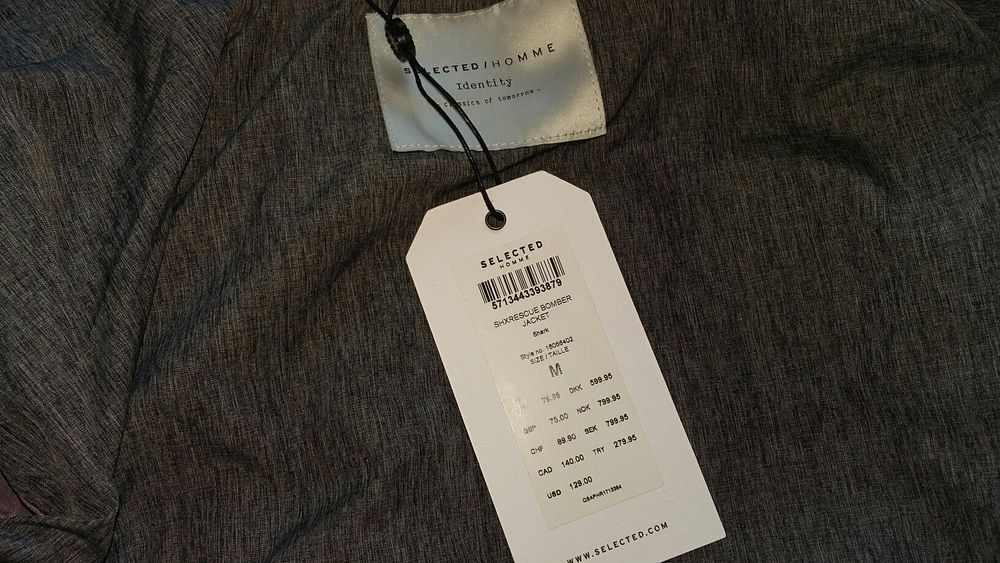 SELECTED/HOMME
Identity
classics of tomorrow-
SELECTED
HOMME
5713443393879
SHXRESCUE BOMBER
JACKET
Shark
Style no. 16056402
SIZE / TAILLE
M
DKK 599.95
GBP 75.00 NOK 799.95
CHF 89.90 SEK 799.95
CAD 140.00 TRY 279.95
USD 129.00
WWW.SELECTED.COM